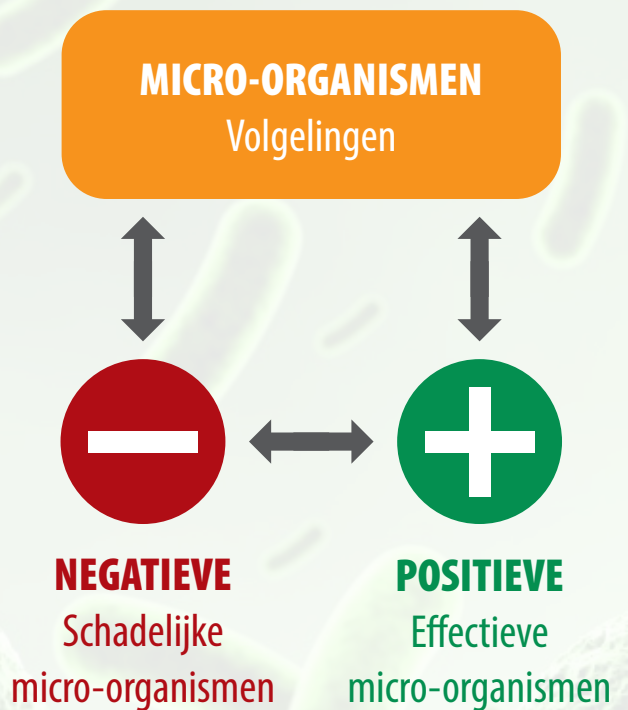 MICRO-ORGANISMEN
Volgelingen
NEGATIEVE
Schadelijke
micro-organismen
POSITIEVE
Effectieve
micro-organismen